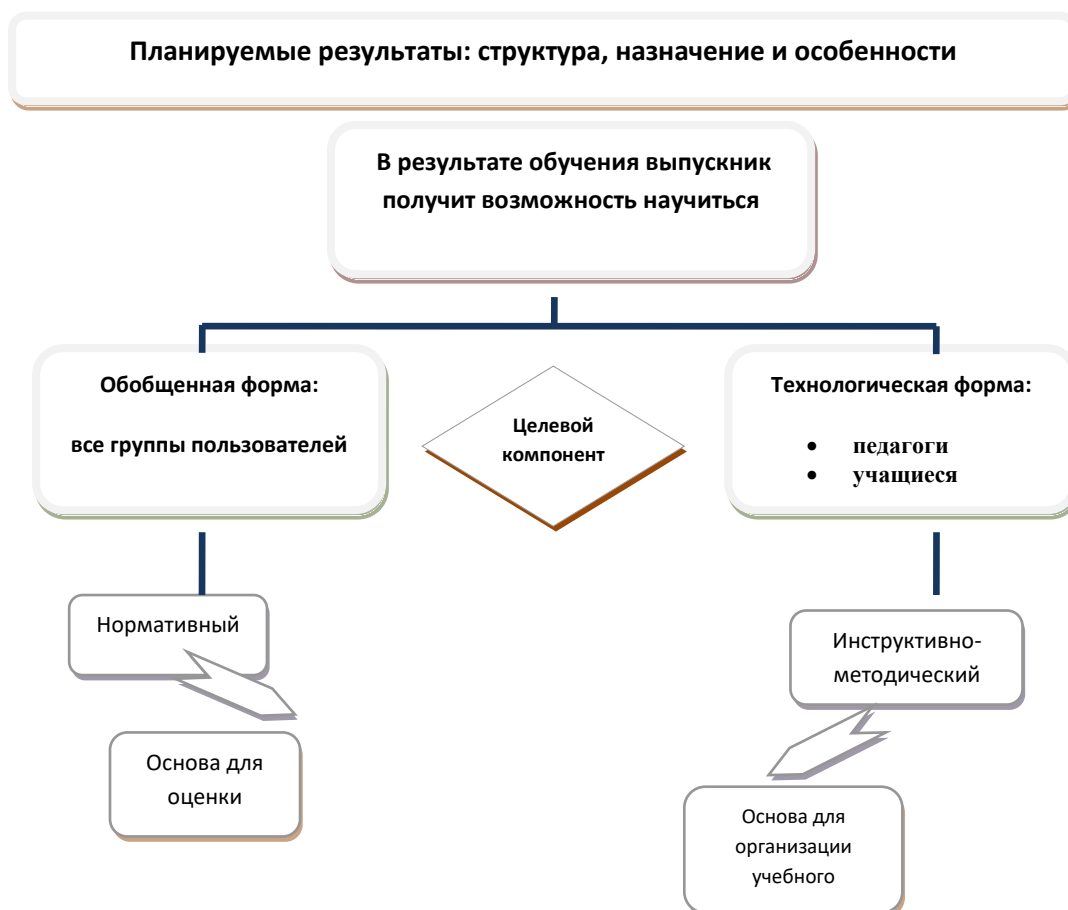 Планируемые результаты: структура, назначение и особенности
В результате обучения выпускник
получит возможность научиться
Обобщенная форма:
все группы пользователей
Целевой
компонент
Технологическая форма:
• педагоги
• учащиеся
Нормативный
Основа для
оценки
Инструктивно-
методический
Основа для
организации
учебного